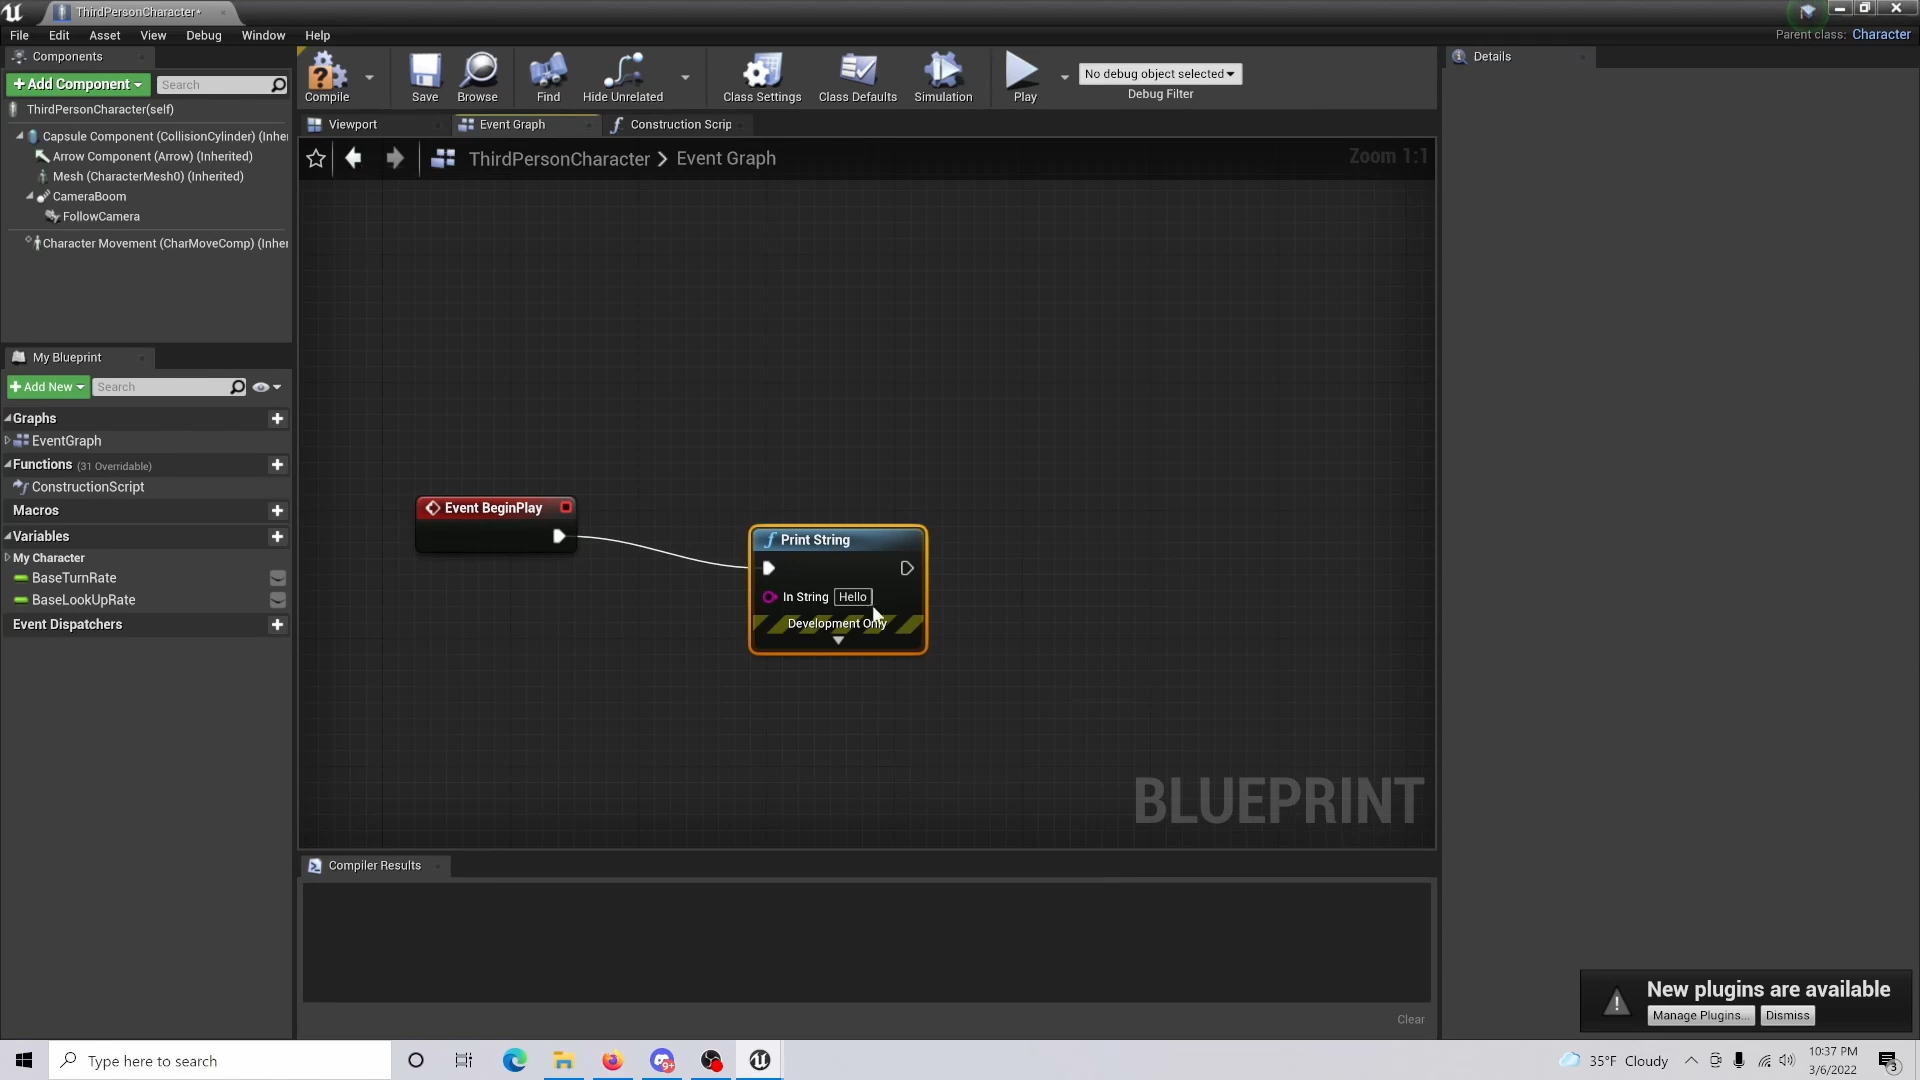 ThirdPersonCharacter*
File Edit Asset View Debug Window Help
Parent class: Character
Components
Add Component Search
ThirdPersonCharacter(self)
Capsule Component (CollisionCylinder) (Inher
Arrow Component (Arrow) (Inherited)
Mesh (CharacterMesh0) (Inherited)
CameraBoom
FollowCamera
Character Movement (CharMoveComp) (Inher
My Blueprint
Add New Search
Graphs
EventGraph
Functions (31 Overridable)
ConstructionScript
Macros
Variables
My Character
BaseTurnRate
BaseLookUpRate
Event Dispatchers
Compile Save Browse Find Hide Unrelated Class Settings Class Defaults Simulation Play
No debug object selected
Debug Filter
Viewport Event Graph Construction Scrip
ThirdPersonCharacter > Event Graph
Zoom 1:1
Event BeginPlay
Print String
In String Hello
Development Only
BLUEPRINT
Compiler Results
Clear
Details
New plugins are available
Manage Plugins... Dismiss
Type here to search
9+
35°F Cloudy
10:37 PM
3/6/2022
3